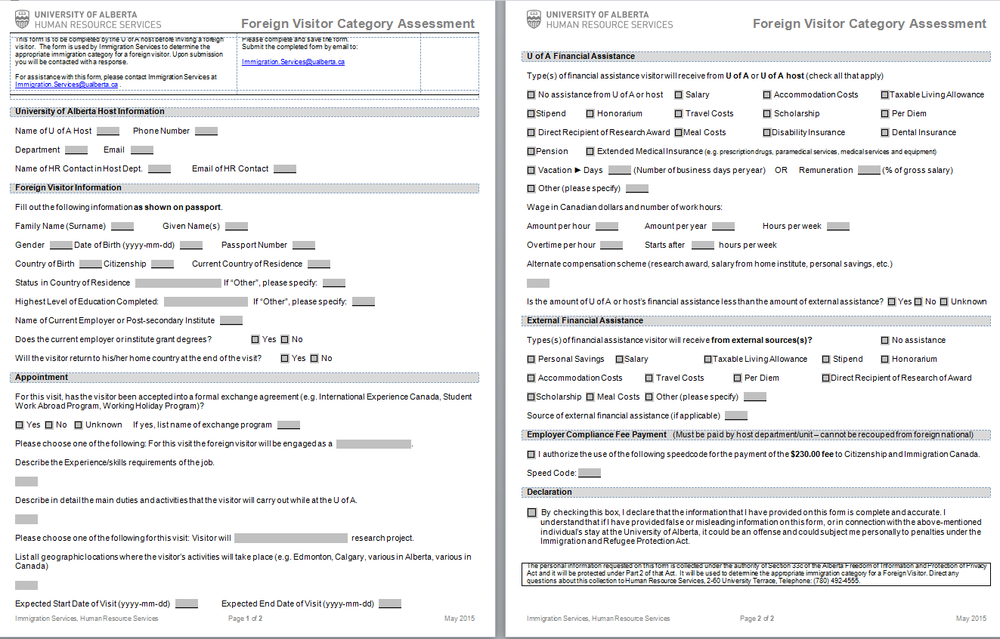 UNIVERSITY OF ALBERTA
HUMAN RESOURCE SERVICES
Foreign Visitor Category Assessment
This form is to be completed by the U of A host before inviting a foreign
visitor. The form is used by Immigration Services to determine the
appropriate immigration category for a foreign visitor. Upon submission
you will be contacted with a response.
For assistance with this form, please contact Immigration Services at
Immigration.Services@ualberta.ca .
Please complete and save the form.
Submit the completed form by email to:
Immigration.Services@ualberta.ca
University of Alberta Host Information
Name of U of A Host Phone Number
Department Email
Name of HR Contact in Host Dept. Email of HR Contact
Foreign Visitor Information
Fill out the following information as shown on passport.
Family Name (Surname) Given Name(s)
Gender Date of Birth (yyyy-mm-dd) Passport Number
Country of Birth Citizenship Current Country of Residence
Status in Country of Residence If “Other”, please specify:
Highest Level of Education Completed: If “Other”, please specify:
Name of Current Employer or Post-secondary Institute
Does the current employer or institute grant degrees? Yes No
Will the visitor return to his/her home country at the end of the visit? Yes No
Appointment
For this visit, has the visitor been accepted into a formal exchange agreement (e.g. International Experience Canada, Student
Work Abroad Program, Working Holiday Program)?
Yes No Unknown If yes, list name of exchange program
Please choose one of the following: For this visit the foreign visitor will be engaged as a .
Describe the Experience/skills requirements of the job.
Describe in detail the main duties and activities that the visitor will carry out while at the U of A.
Please choose one of the following for this visit: Visitor will research project.
List all geographic locations where the visitor’s activities will take place (e.g. Edmonton, Calgary, various in Alberta, various in
Canada)
Expected Start Date of Visit (yyyy-mm-dd) Expected End Date of Visit (yyyy-mm-dd)
Immigration Services, Human Resource Services Page 1 of 2 May 2015
UNIVERSITY OF ALBERTA
HUMAN RESOURCE SERVICES
Foreign Visitor Category Assessment
U of A Financial Assistance
Type(s) of financial assistance visitor will receive from U of A or U of A host (check all that apply)
No assistance from U of A or host Salary Accommodation Costs Taxable Living Allowance
Stipend Honorarium Travel Costs Scholarship Per Diem
Direct Recipient of Research Award Meal Costs Disability Insurance Dental Insurance
Pension Extended Medical Insurance (e.g. prescription drugs, paramedical services, medical services and equipment)
Vacation ► Days (Number of business days per year) OR Remuneration (% of gross salary)
Other (please specify)
Wage in Canadian dollars and number of work hours:
Amount per hour Amount per year Hours per week
Overtime per hour Starts after hours per week
Alternate compensation scheme (research award, salary from home institute, personal savings, etc.)
Is the amount of U of A or host’s financial assistance less than the amount of external assistance? Yes No Unknown
External Financial Assistance
Types(s) of financial assistance visitor will receive from external sources(s)? No assistance
Personal Savings Salary Taxable Living Allowance Stipend Honorarium
Accommodation Costs Travel Costs Per Diem Direct Recipient of Research of Award
Scholarship Meal Costs Other (please specify)
Source of external financial assistance (if applicable)
Employer Compliance Fee Payment (Must be paid by host department/unit – cannot be recouped from foreign national)
I authorize the use of the following speedcode for the payment of the $230.00 fee to Citizenship and Immigration Canada.
Speed Code:
Declaration
By checking this box, I declare that the information that I have provided on this form is complete and accurate. I
understand that if I have provided false or misleading information on this form, or in connection with the above-mentioned
individual’s stay at the University of Alberta, it could be an offense and could subject me personally to penalties under the
Immigration and Refugee Protection Act.
The personal information requested on this form is collected under the authority of Section 33c of the Alberta Freedom of Information and Protection of Privacy
Act and it will be protected under Part 2 of that Act. It will be used to determine the appropriate immigration category for a Foreign Visitor. Direct any
questions about this collection to Human Resource Services, 2-60 University Terrace, Telephone: (780) 492-4555.
Immigration Services, Human Resource Services Page 2 of 2 May 2015